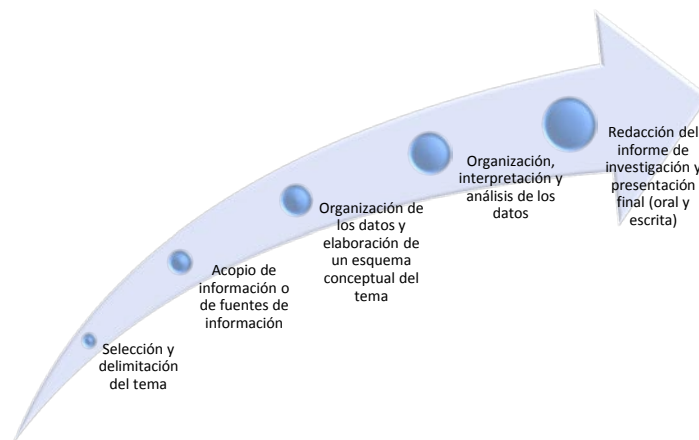 Selección y
delimitación
del tema
Acopio de
información o
de fuentes de
información
Organización de
los datos y
elaboración de
un esquema
conceptual del
tema
Organización,
interpretación y
análisis de los
datos
Redacción del
informe de
investigación y
presentación
final (oral y
escrita)